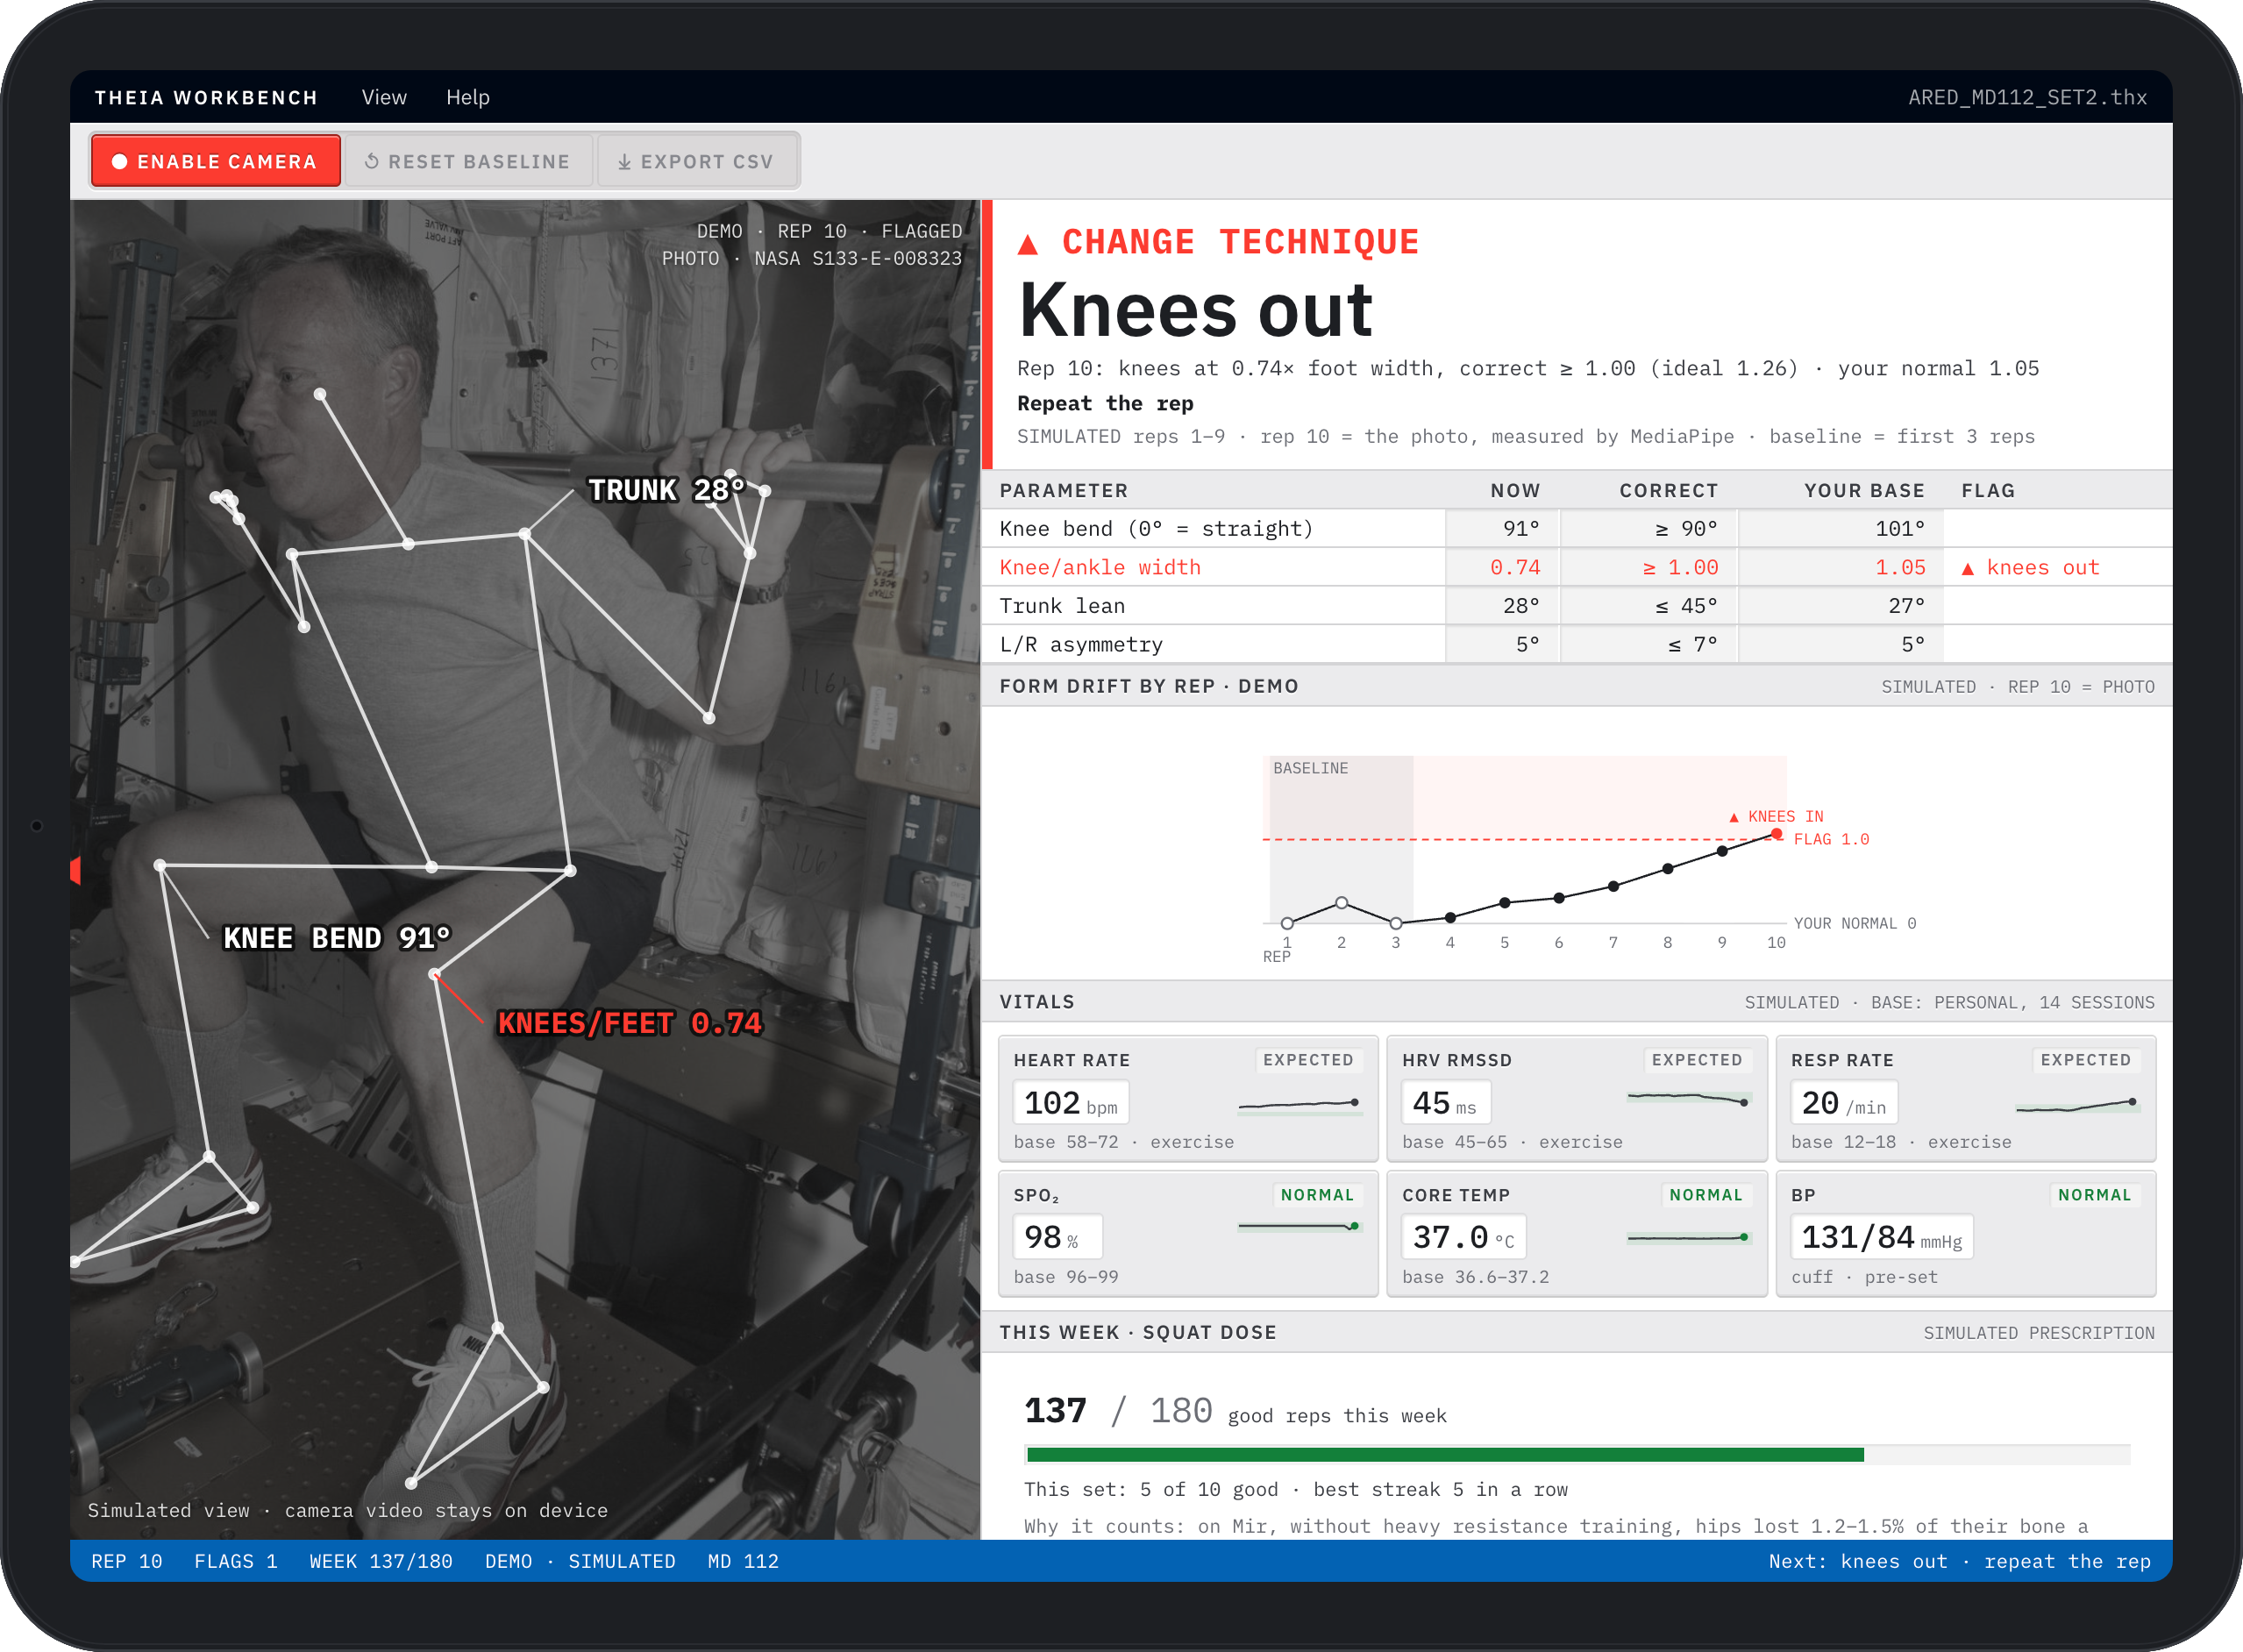 THEIA WORKBENCH View Help ARED_MD112_SET2.thx
ENABLE CAMERA RESET BASELINE EXPORT CSV
DEMO · REP 10 · FLAGGED
PHOTO · NASA S133-E-008323
1371
TRUNK 28°
KNEE BEND 91°
KNEES/FEET 0.74
Simulated view · camera video stays on device
▲ CHANGE TECHNIQUE
Knees out
Rep 10: knees at 0.74× foot width, correct ≥ 1.00 (ideal 1.26) · your normal 1.05
Repeat the rep
SIMULATED reps 1–9 · rep 10 = the photo, measured by MediaPipe · baseline = first 3 reps
PARAMETER NOW CORRECT YOUR BASE FLAG
Knee bend (0° = straight) 91° ≥ 90° 101°
Knee/ankle width 0.74 ≥ 1.00 1.05 ▲ knees out
Trunk lean 28° ≤ 45° 27°
L/R asymmetry 5° ≤ 7° 5°
FORM DRIFT BY REP · DEMO SIMULATED · REP 10 = PHOTO
BASELINE
▲ KNEES IN
FLAG 1.0
YOUR NORMAL 0
1 2 3 4 5 6 7 8 9 10
REP
VITALS SIMULATED · BASE: PERSONAL, 14 SESSIONS
HEART RATE EXPECTED
102 bpm
base 58–72 · exercise
HRV RMSSD EXPECTED
45 ms
base 45–65 · exercise
RESP RATE EXPECTED
20 /min
base 12–18 · exercise
SPO₂ NORMAL
98 %
base 96–99
CORE TEMP NORMAL
37.0 °C
base 36.6–37.2
BP NORMAL
131/84 mmHg
cuff · pre-set
THIS WEEK · SQUAT DOSE SIMULATED PRESCRIPTION
137 / 180 good reps this week
This set: 5 of 10 good · best streak 5 in a row
Why it counts: on Mir, without heavy resistance training, hips lost 1.2–1.5% of their bone a
REP 10 FLAGS 1 WEEK 137/180 DEMO · SIMULATED MD 112 Next: knees out · repeat the rep